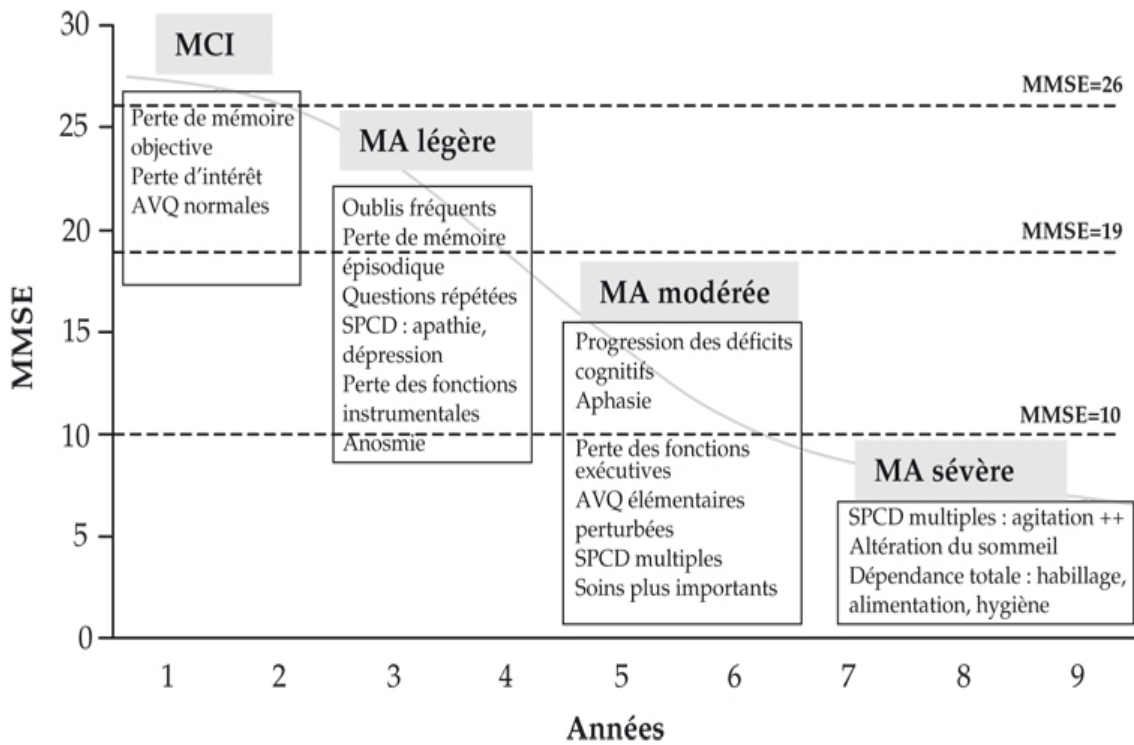 MMSE
30
25
20
15
10
5
0
MCI
Perte de mémoire
objective
Perte d'intérêt
AVQ normales
MMSE=26
MA légère
Oublis fréquents
Perte de mémoire
épisodique
Questions répétées
SPCD : apathie,
dépression
Perte des fonctions
instrumentales
Anosmie
MMSE=19
MA modérée
Progression des déficits
cognitifs
Aphasie
Perte des fonctions
exécutives
AVQ élémentaires
perturbées
SPCD multiples
Soins plus importants
MMSE=10
MA sévère
SPCD multiples : agitation ++
Altération du sommeil
Dépendance totale : habillage,
alimentation, hygiène
1 2 3 4 5 6 7 8 9
Années